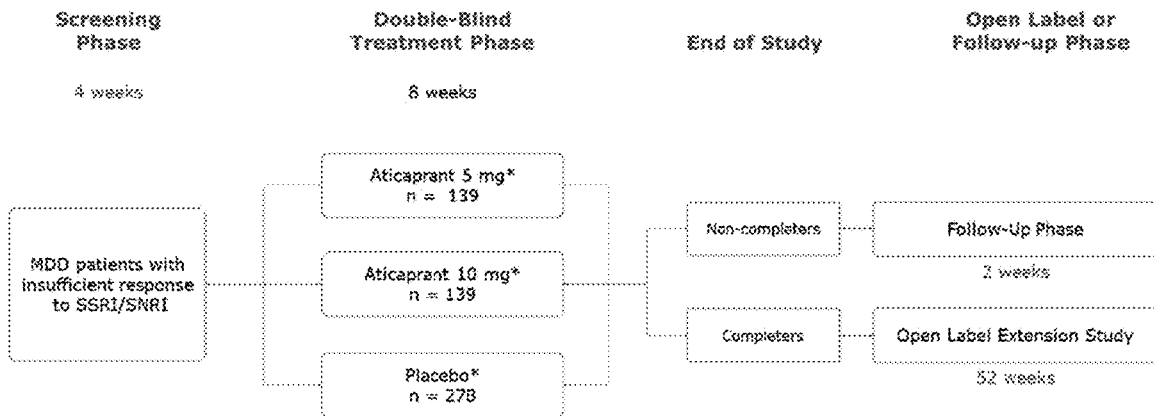 Screening
Phase
Double-Blind
Treatment Phase
End of Study
Open Label or
Follow-up Phase
4 weeks
8 weeks
MDD patients with
insufficient response
to SSRI/SNRI
Aticaprant 5 mg*
n = 139
Aticaprant 10 mg*
n = 139
Placebo*
n = 278
Non-completers
Follow-Up Phase
2 weeks
Completers
Open Label Extension Study
52 weeks